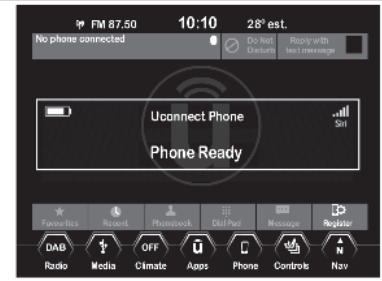 FM 87.50 10:10 28° est.
No phone connected Do Not Disturb Reply with text message
Uconnect Phone
Siri
Phone Ready
Favourites Recent Phonebook Dial Pad Message Register
DAB OFF ū N
Radio Media Climate Apps Phone Controls Nav